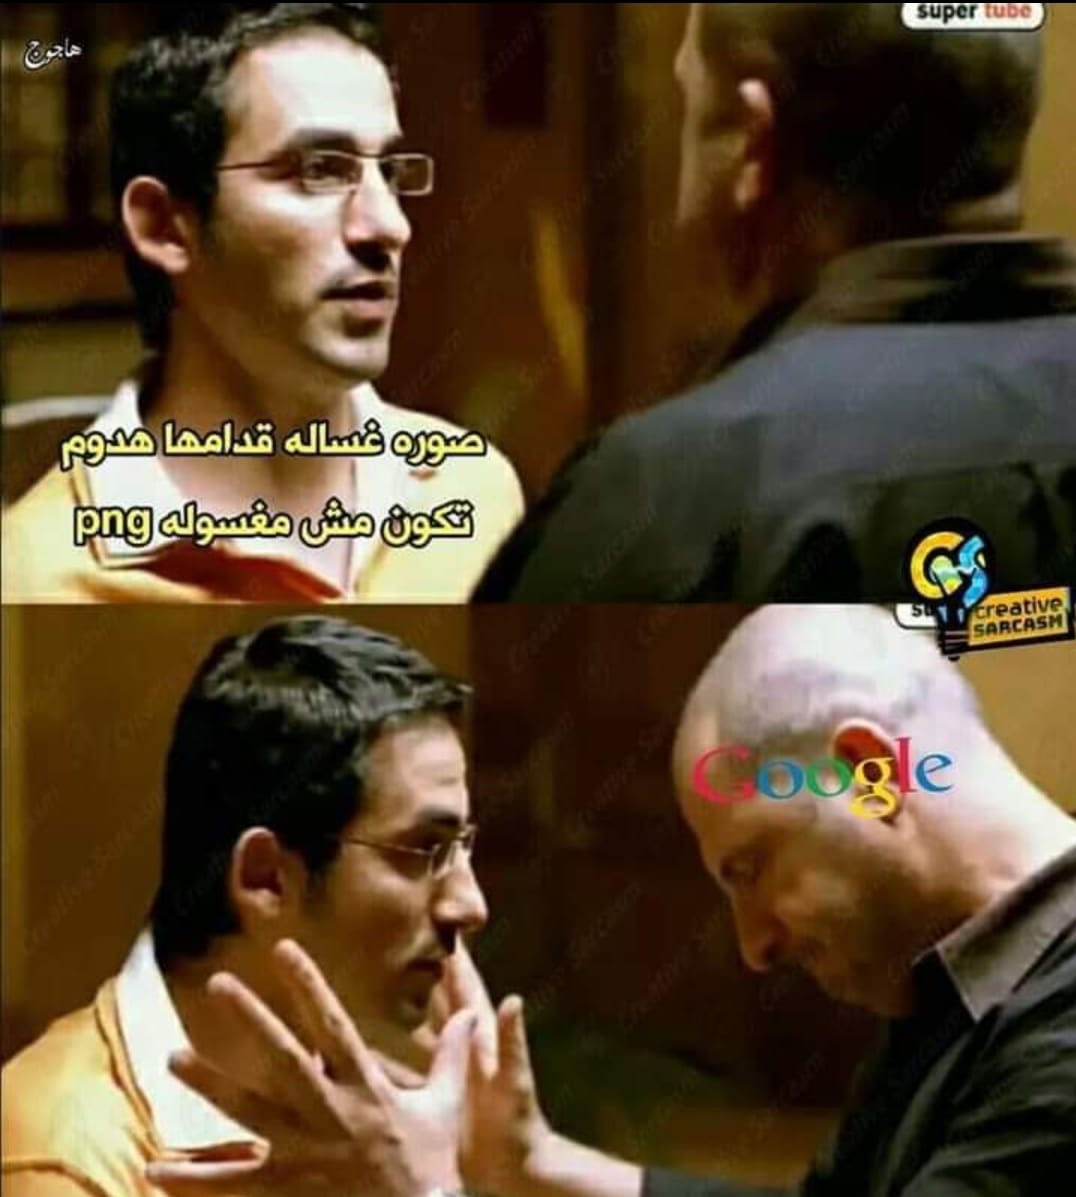 super tube
هاجوج
صوره غساله قدامها هدوم
تكون مش مغسوله png
creative
SARCASM
Google